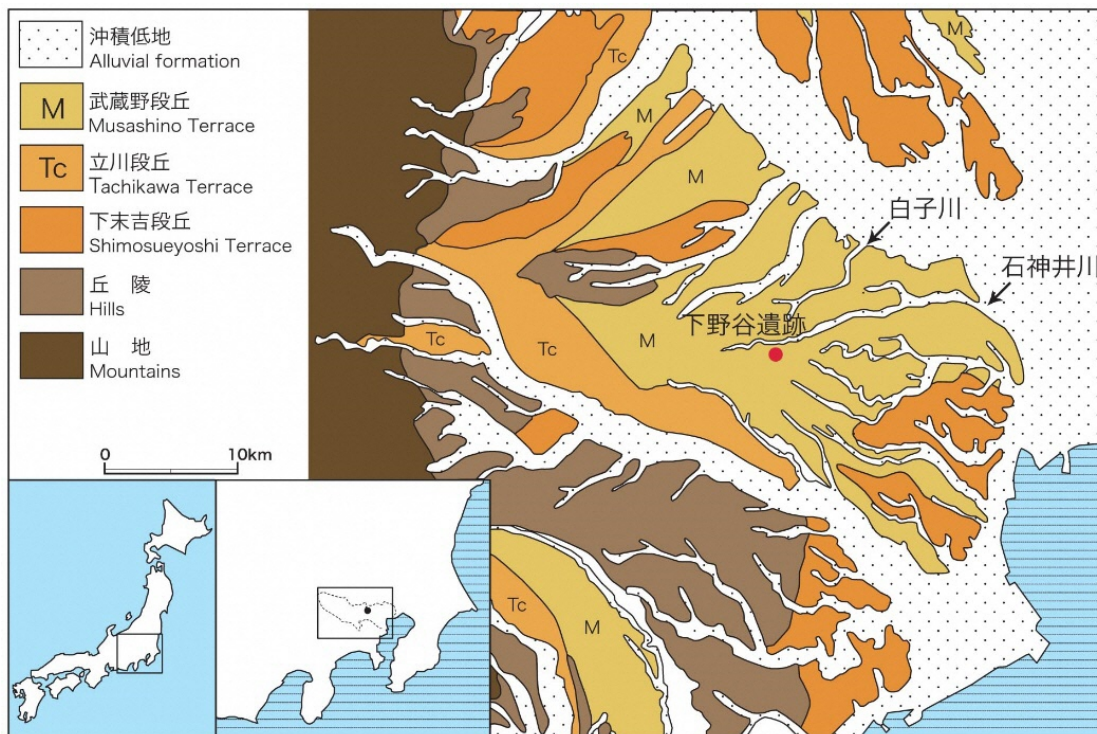 沖積低地
Alluvial formation
M
武蔵野段丘
Musashino Terrace
Tc
立川段丘
Tachikawa Terrace
下末吉段丘
Shimosueyoshi Terrace
丘　陵
Hills
山　地
Mountains
0
10km
Tc
M
M
M
白子川
石神井川
下野谷遺跡
M
Tc
Tc
Tc
M